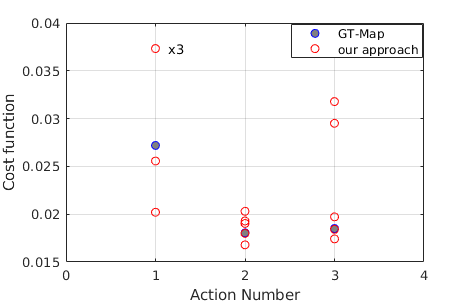 0.04
0.035
0.03
0.025
0.02
0.015
0
1
2
3
4
Cost function
Action Number
x3
GT-Map
our approach